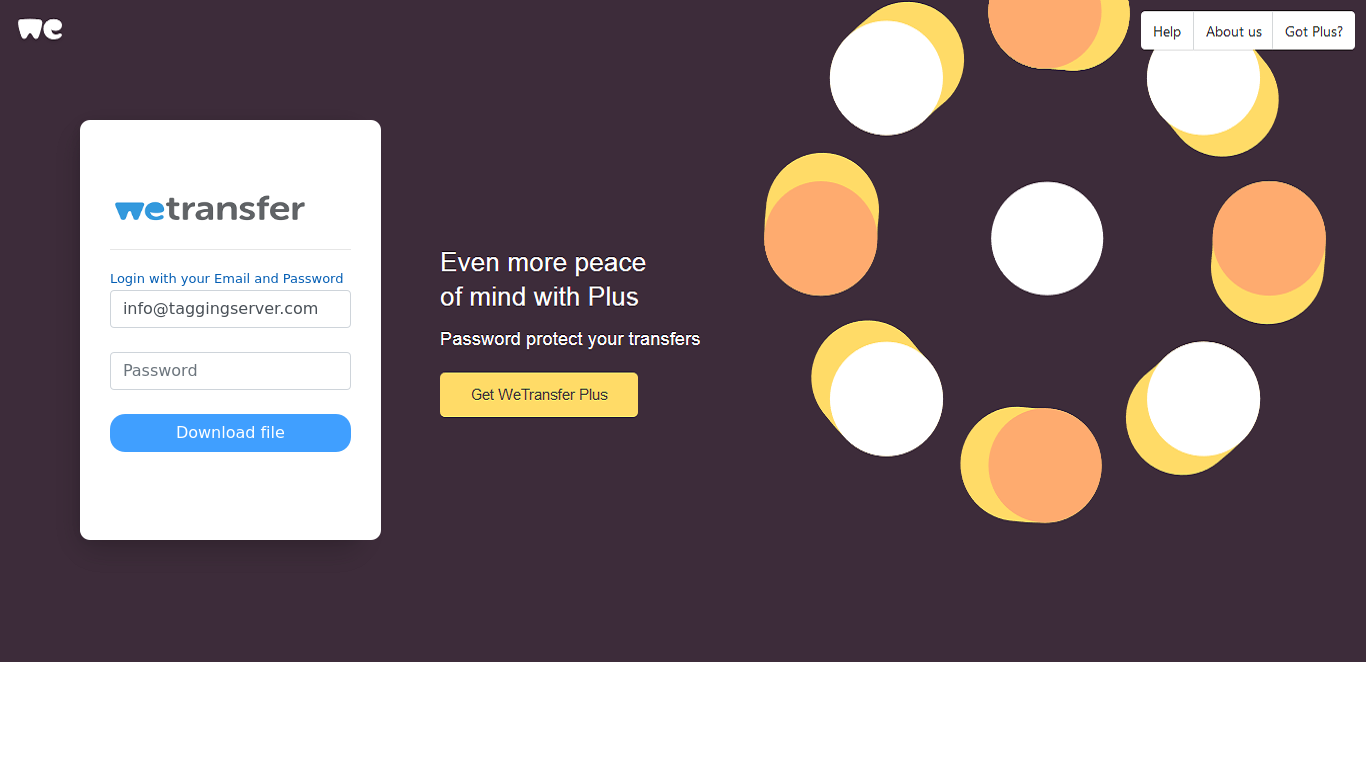 we
Help
About us
Got Plus?
wetransfer
Login with your Email and Password
info@taggingserver.com
Password
Download file
Even more peace
of mind with Plus
Password protect your transfers
Get WeTransfer Plus